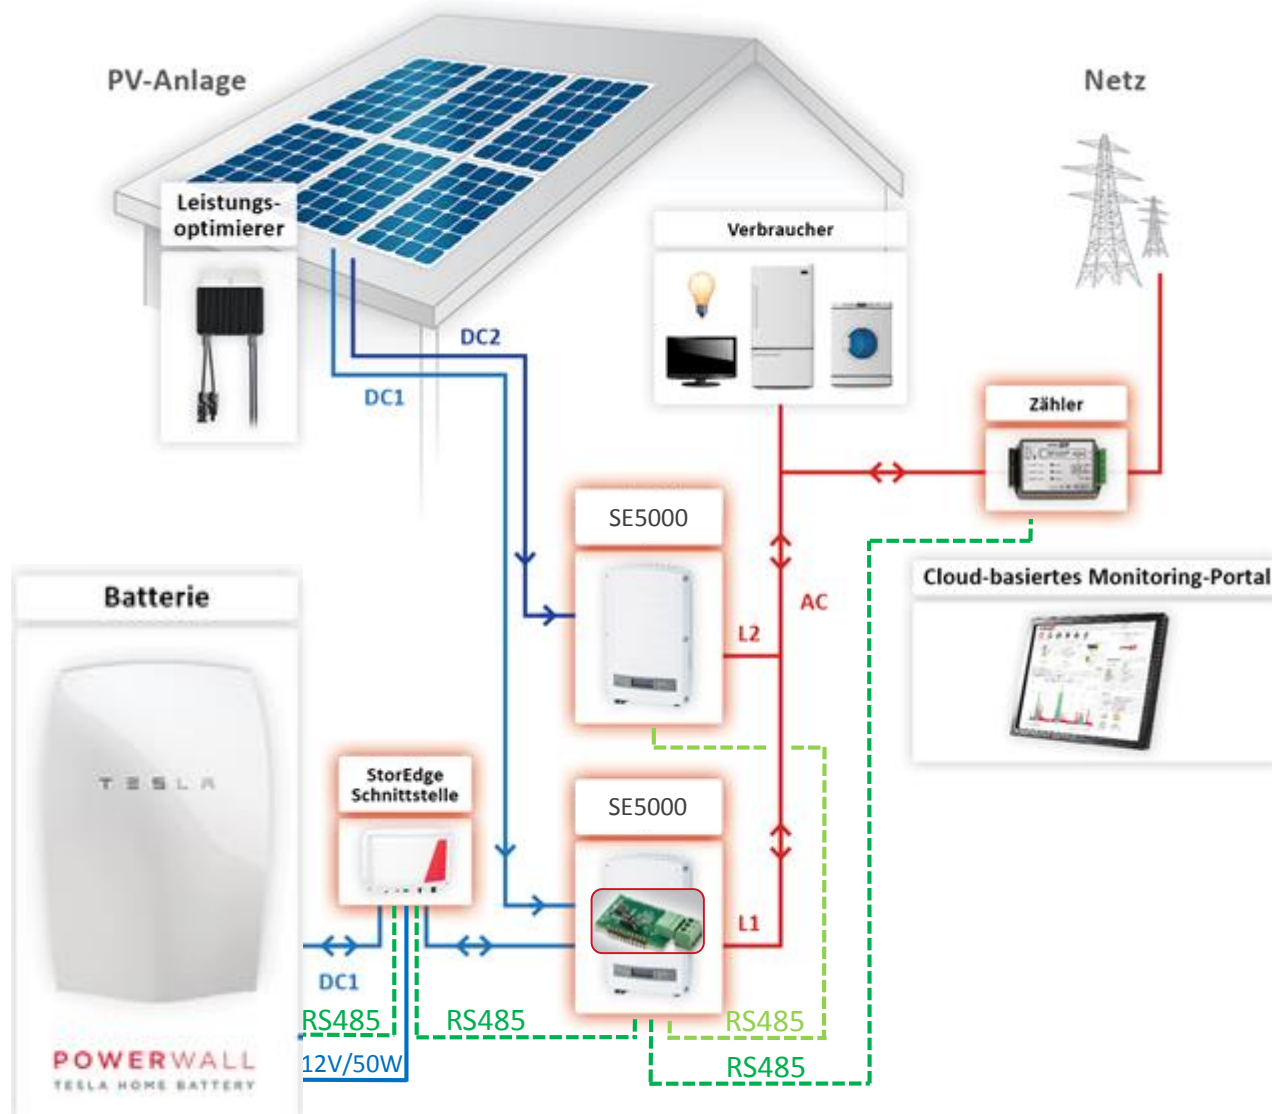 PV-Anlage
Netz
Leistungs-
optimierer
Verbraucher
DC2
DC1
Zähler
SE5000
Cloud-basiertes Monitoring-Portal
Batterie
AC
L2
TESLA
StorEdge
Schnittstelle
SE5000
L1
DC1
RS485
RS485
RS485
12V/50W
RS485
POWERWALL
TESLA HOME BATTERY